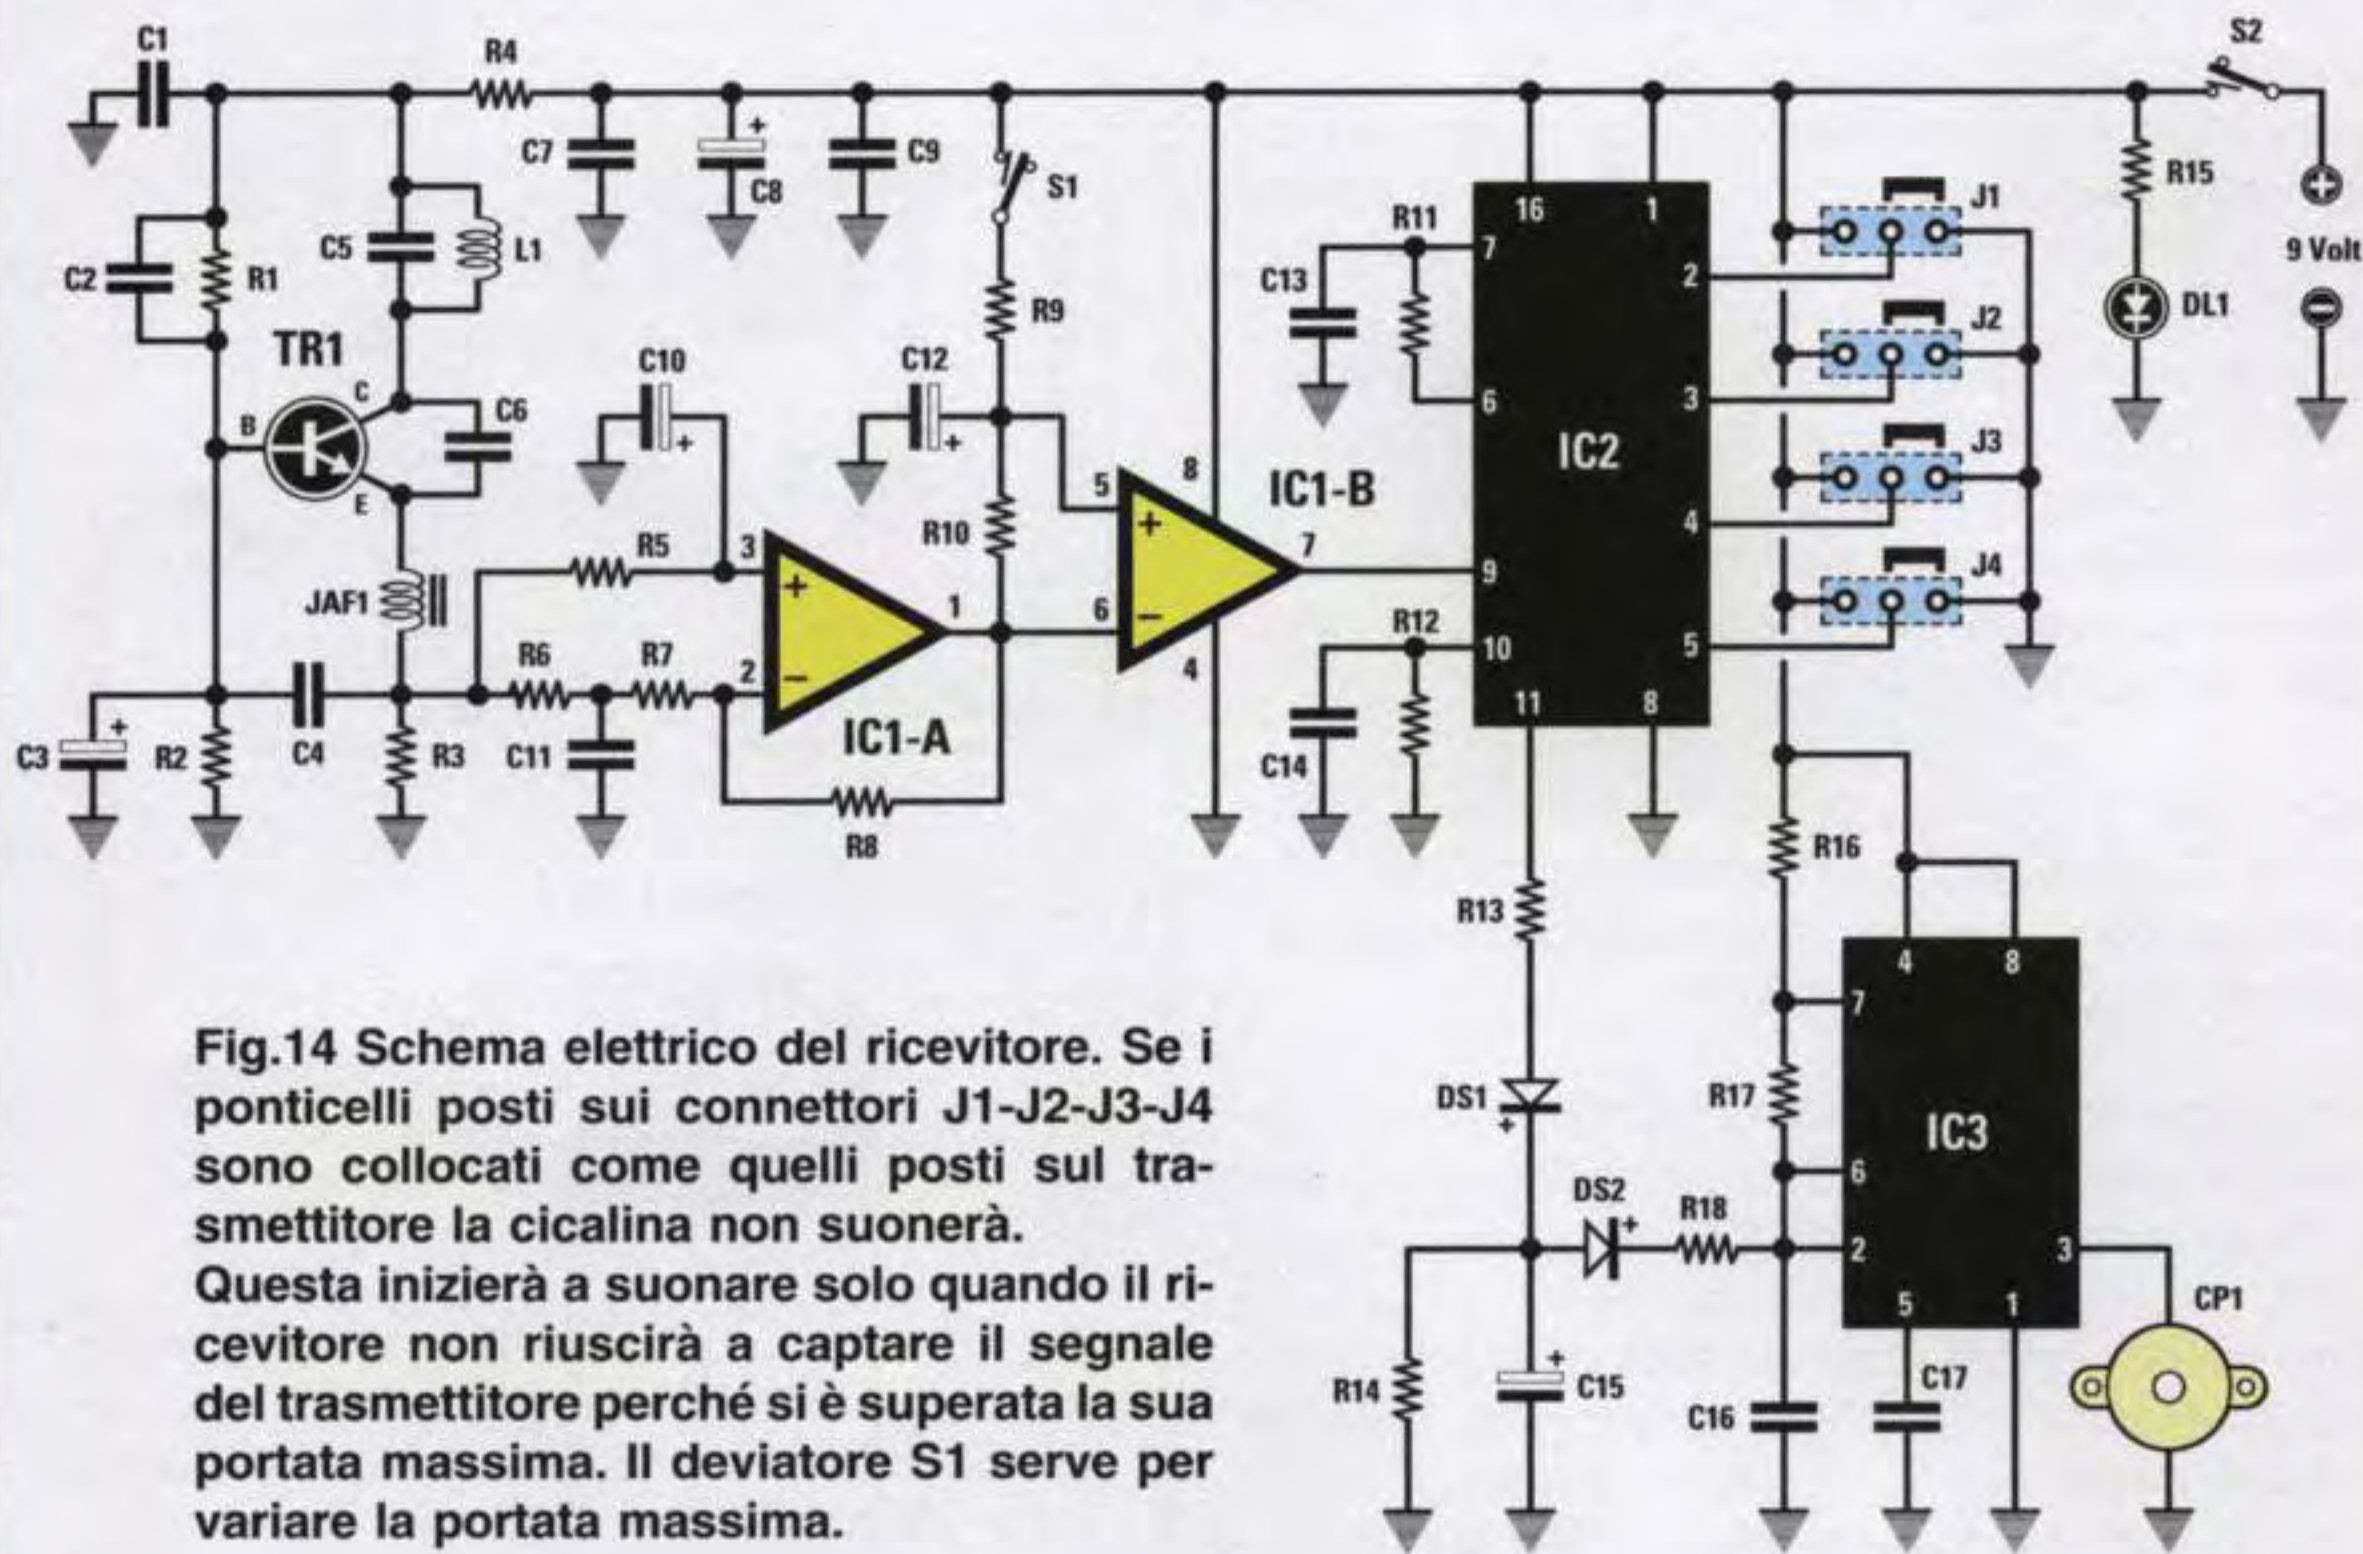 C1
R4
S2
C7
+
C8
C9
S1
R15
+
9 Volt
–
DL1
C2
R1
C5
L1
TR1
B
C
E
C6
C10
+
C12
+
R9
R10
R11
C13
16
1
7
2
6
3
IC2
9
4
10
5
11
8
J1
J2
J3
J4
JAF1
R5
3
+
2
–
1
IC1-A
R6
R7
C11
R8
5
+
6
–
8
4
7
IC1-B
R12
C14
C3
+
R2
C4
R3
R13
DS1
+
DS2
+
R18
R14
+
C15
R16
R17
C16
4
8
7
6
2
3
5
1
IC3
C17
CP1
Fig.14 Schema elettrico del ricevitore. Se i
ponticelli posti sui connettori J1-J2-J3-J4
sono collocati come quelli posti sul tra-
smettitore la cicalina non suonerà.
Questa inizierà a suonare solo quando il ri-
cevitore non riuscirà a captare il segnale
del trasmettitore perché si è superata la sua
portata massima. Il deviatore S1 serve per
variare la portata massima.